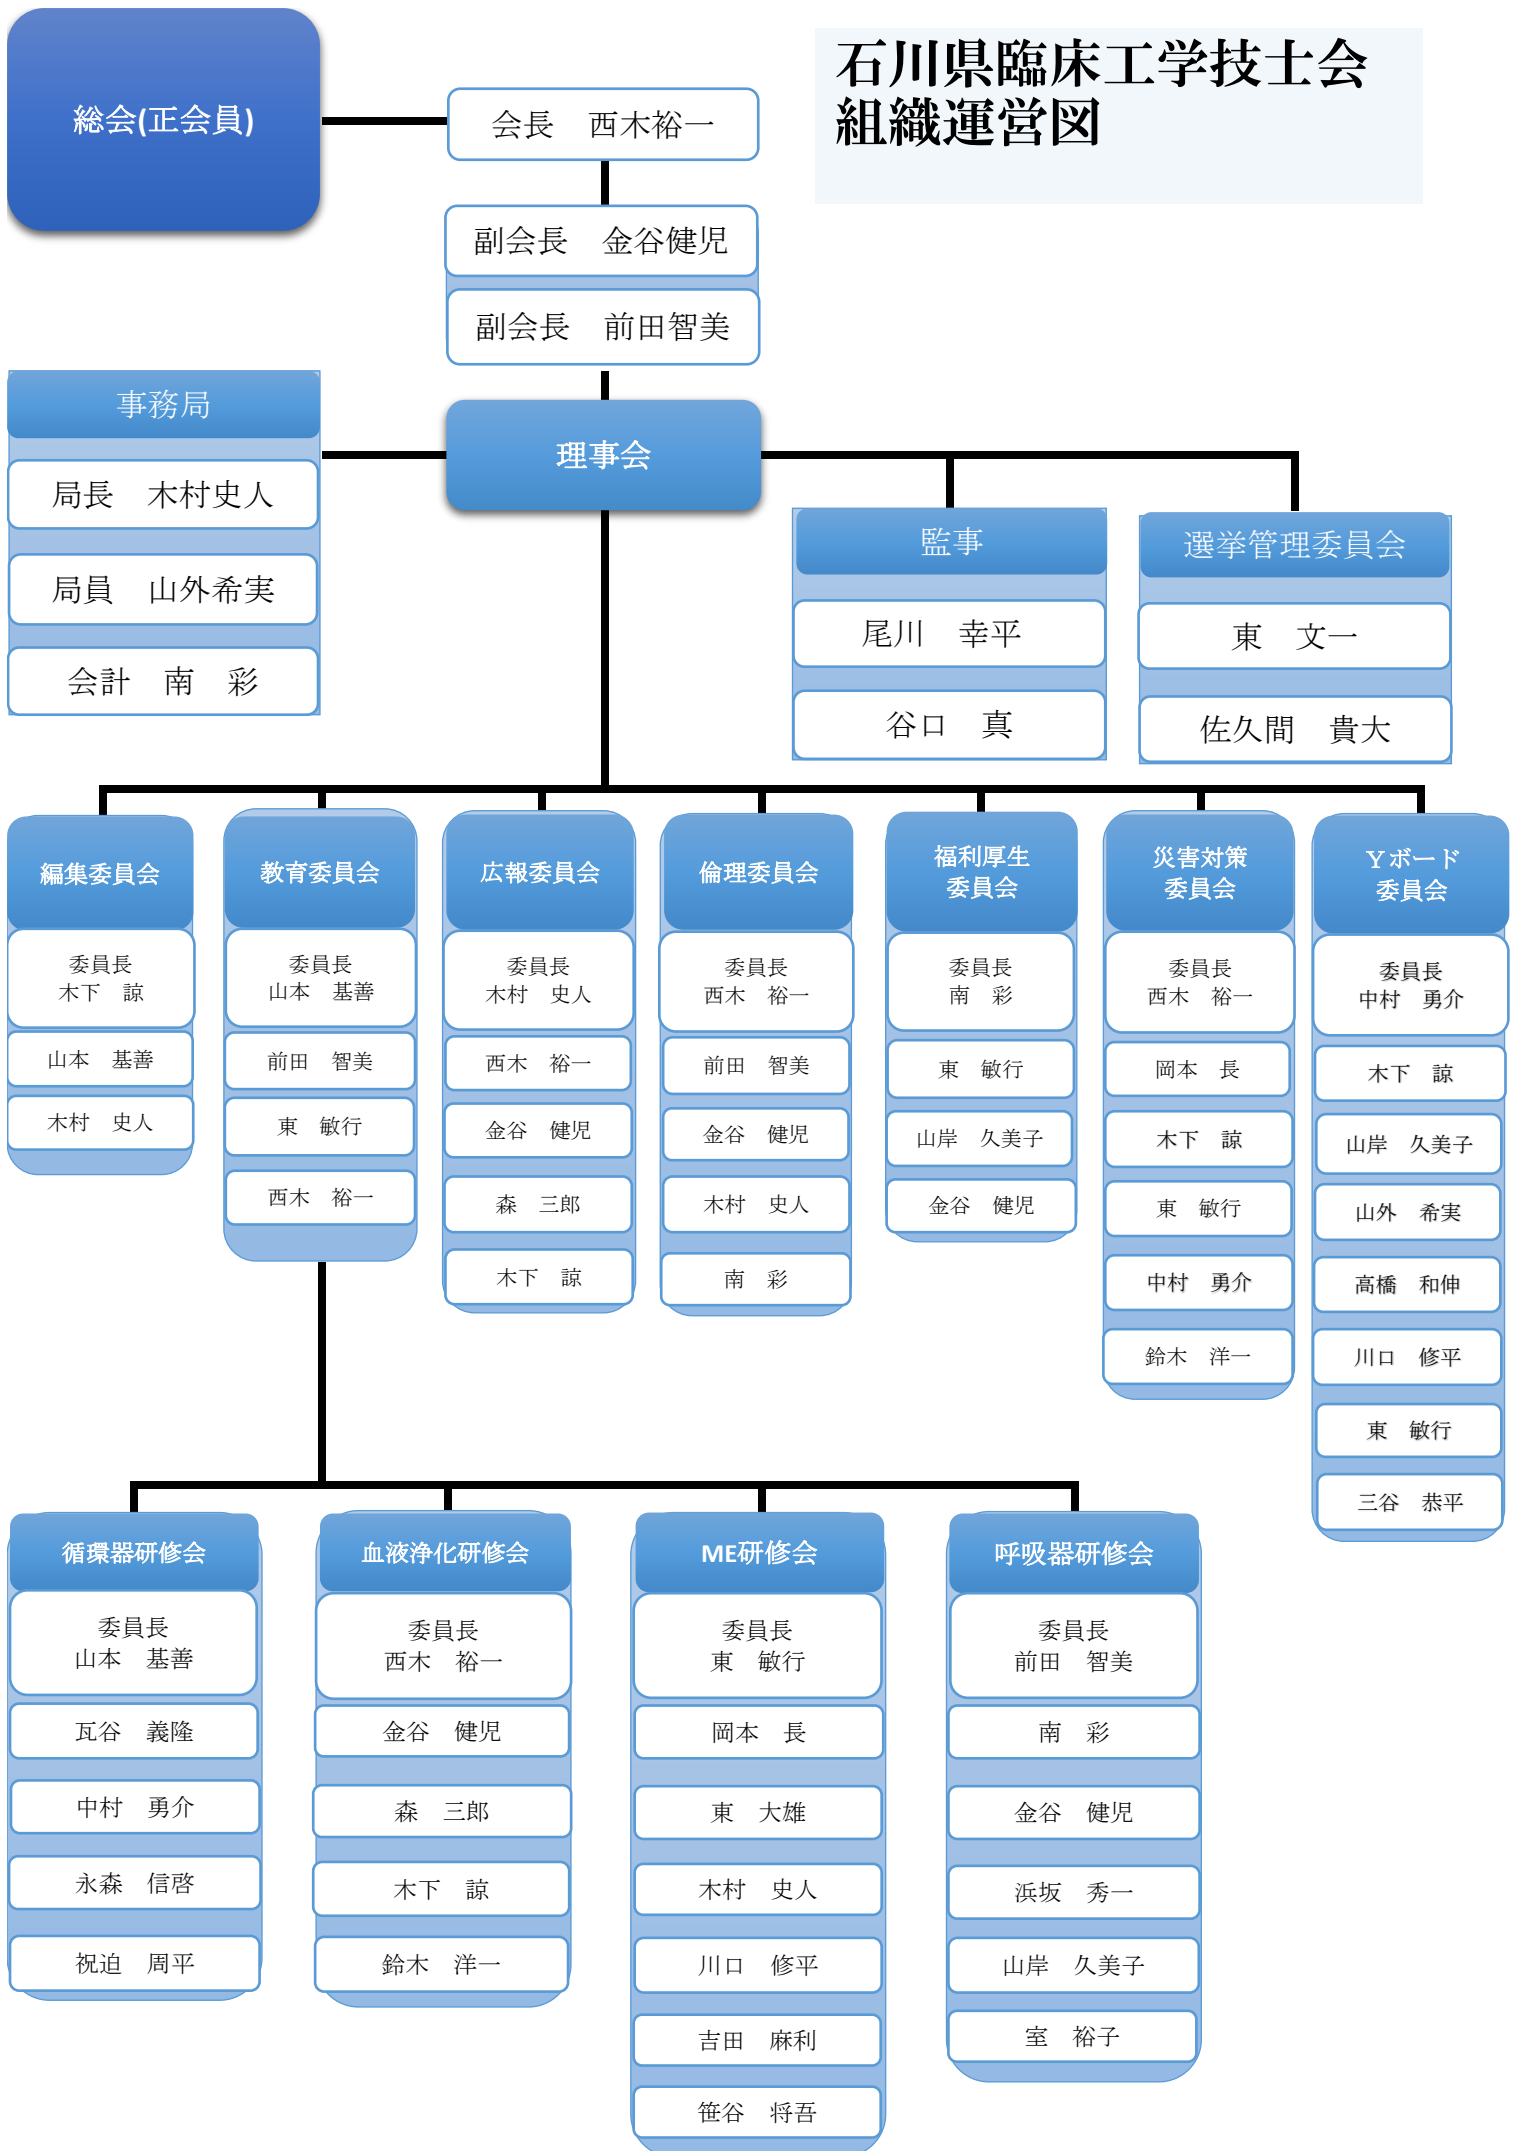 石川県臨床工学技士会
組織運営図
総会(正会員)
会長　西木裕一
副会長　金谷健児
副会長　前田智美
理事会
事務局
局長　木村史人
局員　山外希実
会計　南　彩
監事
尾川　幸平
谷口　真
選挙管理委員会
東　文一
佐久間　貴大
編集委員会
委員長
木下　諒
山本　基善
木村　史人
教育委員会
委員長
山本　基善
前田　智美
東　敏行
西木　裕一
広報委員会
委員長
木村　史人
西木　裕一
金谷　健児
森　三郎
木下　諒
倫理委員会
委員長
西木　裕一
前田　智美
金谷　健児
木村　史人
南　彩
福利厚生
委員会
委員長
南　彩
東　敏行
山岸　久美子
金谷　健児
災害対策
委員会
委員長
西木　裕一
岡本　長
木下　諒
東　敏行
中村　勇介
鈴木　洋一
Ｙボード
委員会
委員長
中村　勇介
木下　諒
山岸　久美子
山外　希実
高橋　和伸
川口　修平
東　敏行
三谷　恭平
循環器研修会
委員長
山本　基善
瓦谷　義隆
中村　勇介
永森　信啓
祝迫　周平
血液浄化研修会
委員長
西木　裕一
金谷　健児
森　三郎
木下　諒
鈴木　洋一
ME研修会
委員長
東　敏行
岡本　長
東　大雄
木村　史人
川口　修平
吉田　麻利
笹谷　将吾
呼吸器研修会
委員長
前田　智美
南　彩
金谷　健児
浜坂　秀一
山岸　久美子
室　裕子